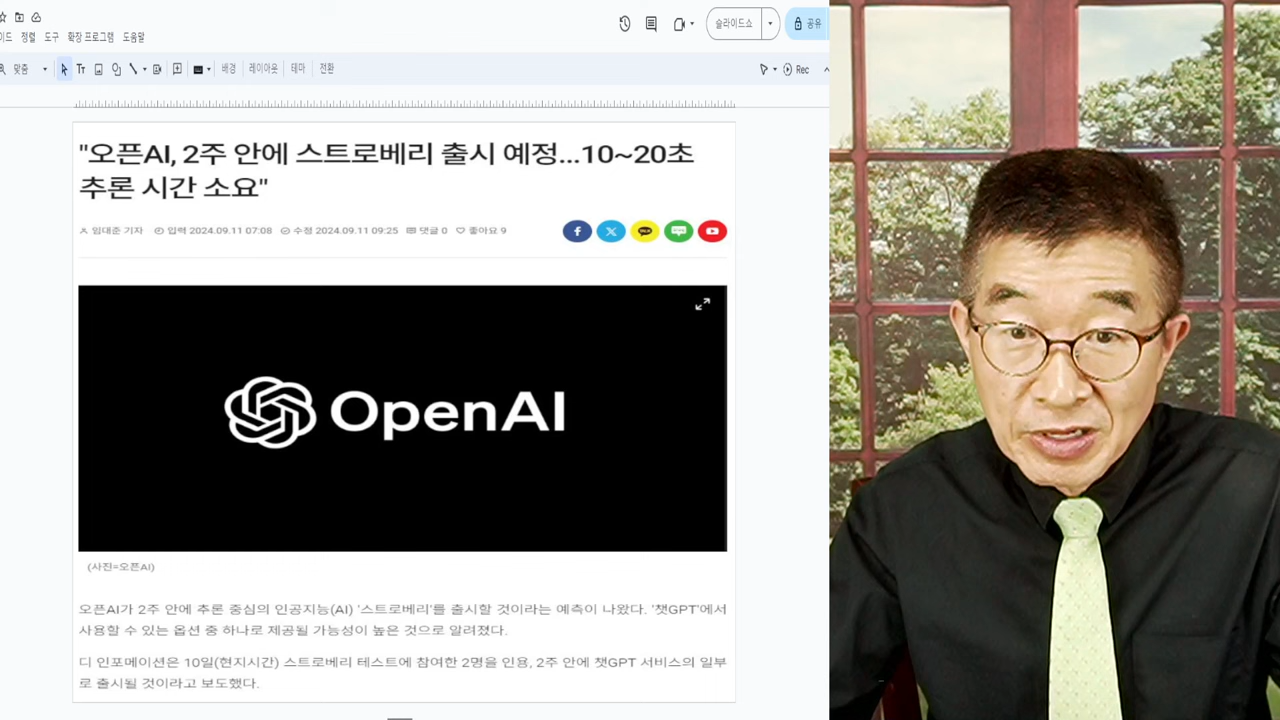 이드 정렬 도구 확장 프로그램 도움말
슬라이드쇼
공유
맞춤
Tr
배경 레이아웃 테마 전환
Rec
"오픈AI, 2주 안에 스트로베리 출시 예정...10~20초
추론 시간 소요"
임대준 기자 입력 2024.09.11 07:08 수정 2024.09.11 09:25 댓글 0 좋아요 9
TALK
OpenAI
(사진=오픈AI)
오픈AI가 2주 안에 추론 중심의 인공지능(AI) '스트로베리'를 출시할 것이라는 예측이 나왔다. '챗GPT'에서
사용할 수 있는 옵션 중 하나로 제공될 가능성이 높은 것으로 알려졌다.
디 인포메이션은 10일(현지시간) 스트로베리 테스트에 참여한 2명을 인용, 2주 안에 챗GPT 서비스의 일부
로 출시될 것이라고 보도했다.